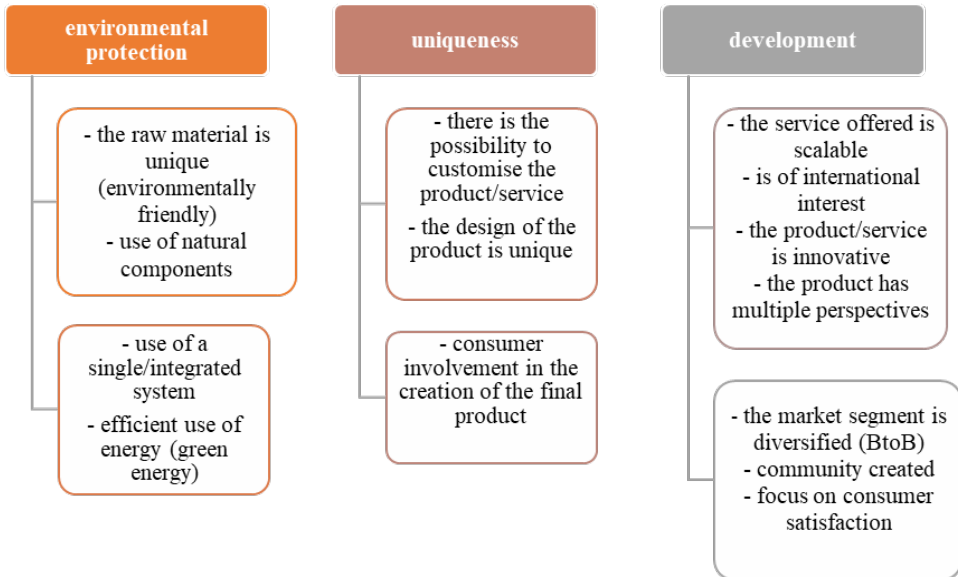 environmental
protection
- the raw material is
unique
(environmentally
friendly)
- use of natural
components
- use of a
single/integrated
system
- efficient use of
energy (green
energy)
uniqueness
- there is the
possibility to
customise the
product/service
- the design of the
product is unique
- consumer
involvement in the
creation of the final
product
development
- the service offered is
scalable
- is of international
interest
- the product/service
is innovative
- the product has
multiple perspectives
- the market segment is
diversified (BtoB)
- community created
- focus on consumer
satisfaction